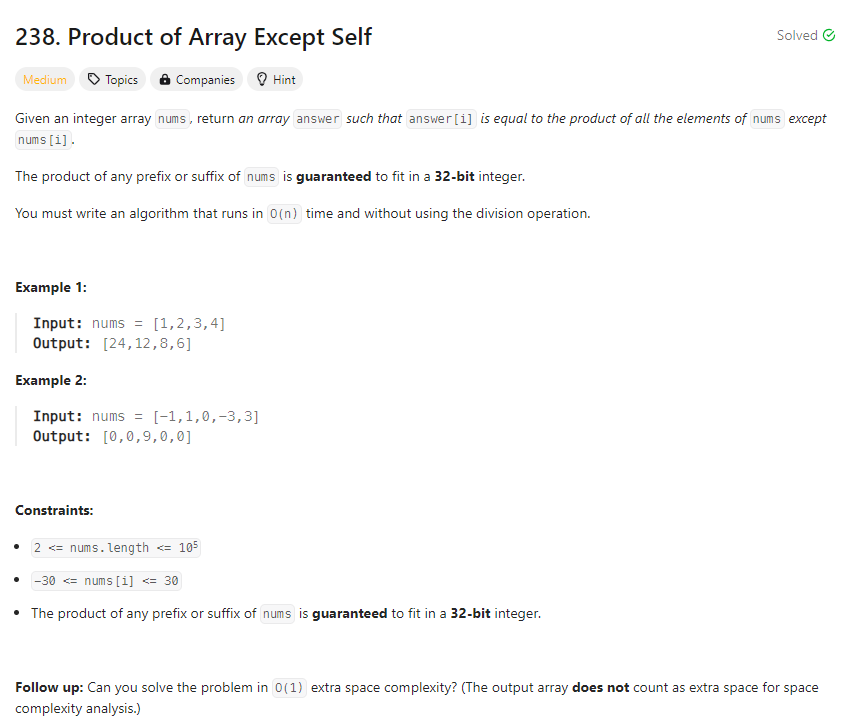 238. Product of Array Except Self
Solved
Medium Topics Companies Hint
Given an integer array nums, return an array answer such that answer[i] is equal to the product of all the elements of nums except
nums[i].
The product of any prefix or suffix of nums is guaranteed to fit in a 32-bit integer.
You must write an algorithm that runs in O(n) time and without using the division operation.
Example 1:
Input: nums = [1,2,3,4]
Output: [24,12,8,6]
Example 2:
Input: nums = [-1,1,0,-3,3]
Output: [0,0,9,0,0]
Constraints:
• 2 <= nums.length <= 10⁵
• -30 <= nums[i] <= 30
• The product of any prefix or suffix of nums is guaranteed to fit in a 32-bit integer.
Follow up: Can you solve the problem in O(1) extra space complexity? (The output array does not count as extra space for space
complexity analysis.)